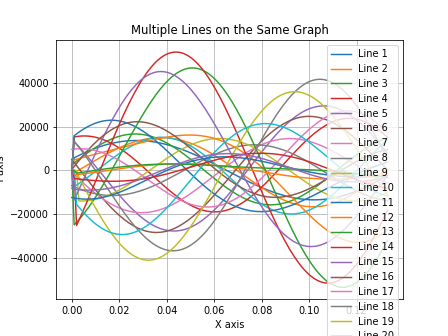 Multiple Lines on the Same Graph
40000
20000
0
−20000
−40000
0.00 0.02 0.04 0.06 0.08 0.10
X axis
Line 1
Line 2
Line 3
Line 4
Line 5
Line 6
Line 7
Line 8
Line 9
Line 10
Line 11
Line 12
Line 13
Line 14
Line 15
Line 16
Line 17
Line 18
Line 19